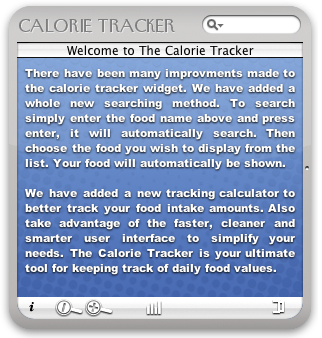 CALORIE TRACKER
Welcome to The Calorie Tracker
There have been many improvments made to
the calorie tracker widget. We have added a
whole new searching method. To search
simply enter the food name above and press
enter, it will automatically search. Then
choose the food you wish to display from the
list. Your food will automatically be shown.
We have added a new tracking calculator to
better track your food intake amounts. Also
take advantage of the faster, cleaner and
smarter user interface to simplify your
needs. The Calorie Tracker is your ultimate
tool for keeping track of daily food values.
i